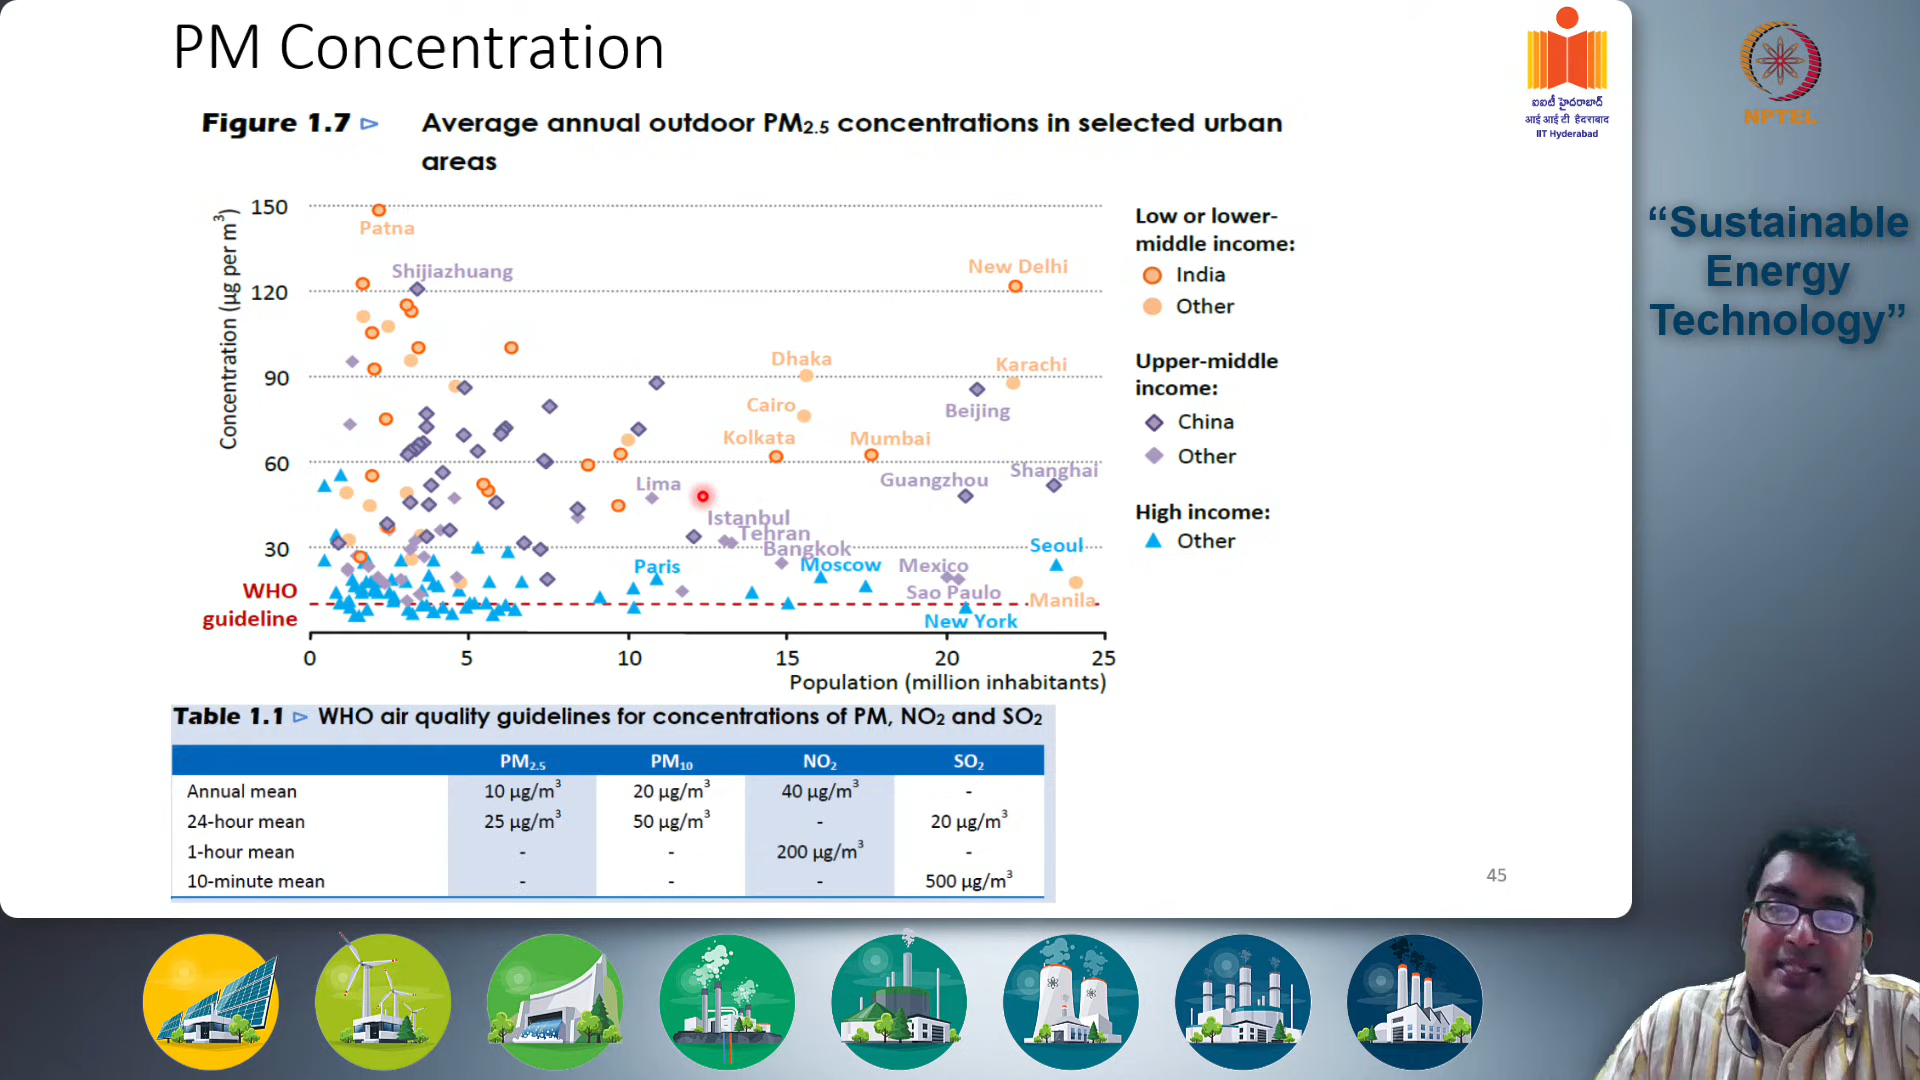 PM Concentration
Figure 1.7 ▷ Average annual outdoor PM2.5 concentrations in selected urban
areas
Concentration (µg per m³)
150
120
90
60
30
WHO
guideline
Patna
Shijiazhuang
New Delhi
Dhaka
Karachi
Cairo
Beijing
Kolkata
Mumbai
Shanghai
Guangzhou
Lima
Istanbul
Tehran
Bangkok
Seoul
Paris
Moscow
Mexico
Sao Paulo
Manila
New York
0 5 10 15 20 25
Population (million inhabitants)
Low or lower-
middle income:
India
Other
Upper-middle
income:
China
Other
High income:
Other
Table 1.1 ▷ WHO air quality guidelines for concentrations of PM, NO2 and SO2
PM2.5 PM10 NO2 SO2
Annual mean 10 µg/m³ 20 µg/m³ 40 µg/m³ -
24-hour mean 25 µg/m³ 50 µg/m³ - 20 µg/m³
1-hour mean - - 200 µg/m³ -
10-minute mean - - - 500 µg/m³
45
ఐఐటీ హైదరాబాద్
आई आई टी हैदराबाद
IIT Hyderabad
NPTEL
“Sustainable
Energy
Technology”